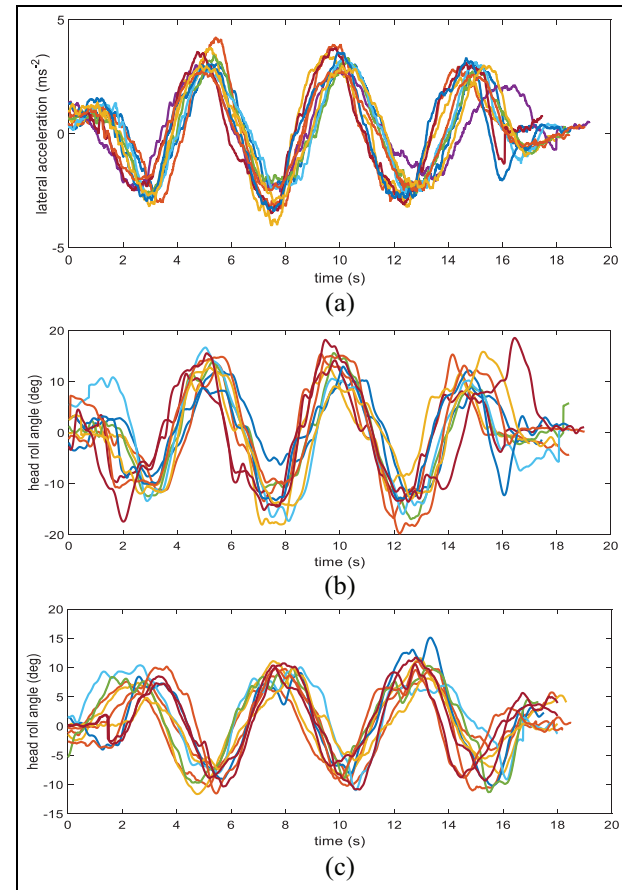 5
0
-5
lateral acceleration (ms-2)
0 2 4 6 8 10 12 14 16 18 20
time (s)
(a)
20
10
0
-10
-20
head roll angle (deg)
0 2 4 6 8 10 12 14 16 18 20
time (s)
(b)
20
15
10
5
0
-5
-10
-15
head roll angle (deg)
0 2 4 6 8 10 12 14 16 18 20
time (s)
(c)